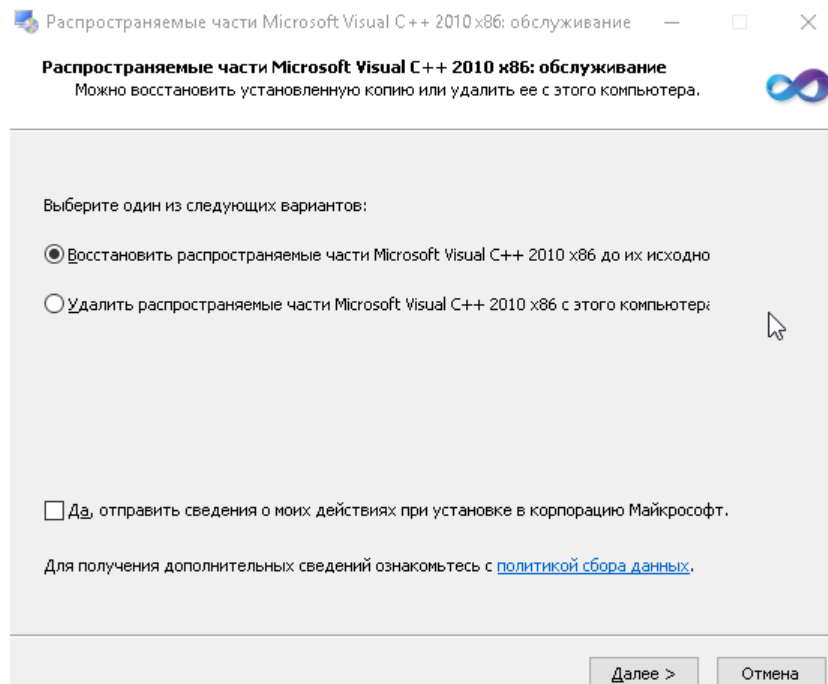 Распространяемые части Microsoft Visual C++ 2010 x86: обслуживание
Распространяемые части Microsoft Visual C++ 2010 x86: обслуживание
Можно восстановить установленную копию или удалить ее с этого компьютера.
Выберите один из следующих вариантов:
Восстановить распространяемые части Microsoft Visual C++ 2010 x86 до их исходно
Удалить распространяемые части Microsoft Visual C++ 2010 x86 с этого компьютера
Да, отправить сведения о моих действиях при установке в корпорацию Майкрософт.
Для получения дополнительных сведений ознакомьтесь с политикой сбора данных.
Далее >
Отмена